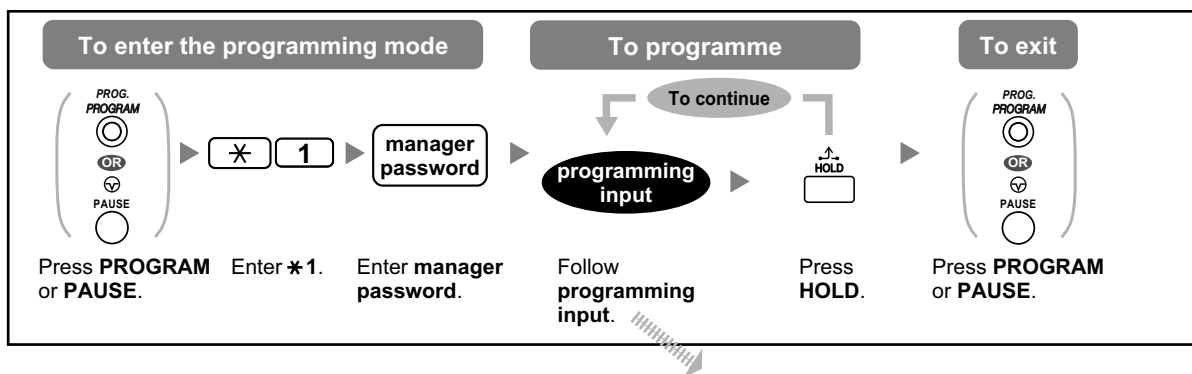 To enter the programming mode
To programme
To exit
PROG.
PROGRAM
OR
PAUSE
* 1
manager
password
To continue
programming
input
HOLD
PROG.
PROGRAM
OR
PAUSE
Press PROGRAM
or PAUSE.
Enter * 1.
Enter manager
password.
Follow
programming
input.
Press
HOLD.
Press PROGRAM
or PAUSE.